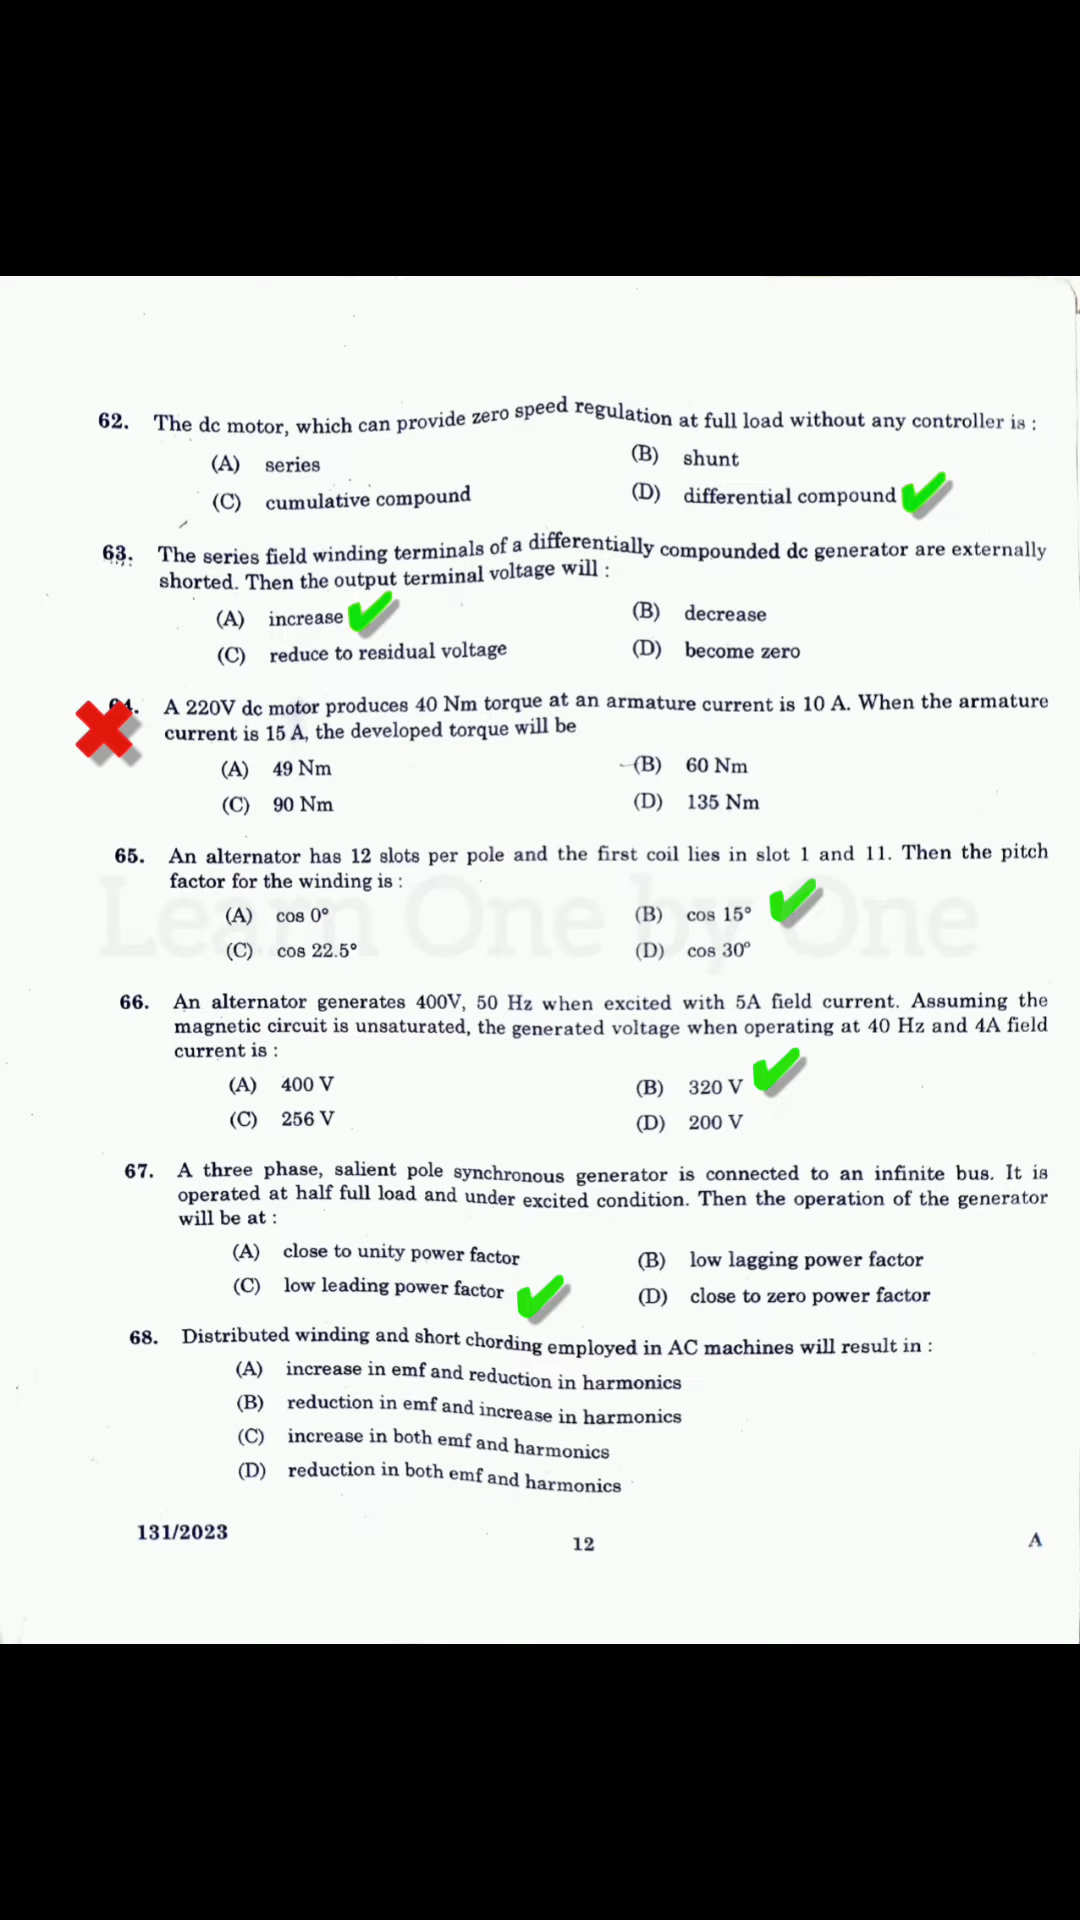 62. The dc motor, which can provide zero speed regulation at full load without any controller is :
(A) series (B) shunt
(C) cumulative compound (D) differential compound
63. The series field winding terminals of a differentially compounded dc generator are externally
shorted. Then the output terminal voltage will :
(A) increase (B) decrease
(C) reduce to residual voltage (D) become zero
A 220V dc motor produces 40 Nm torque at an armature current is 10 A. When the armature
current is 15 A, the developed torque will be
(A) 49 Nm (B) 60 Nm
(C) 90 Nm (D) 135 Nm
65. An alternator has 12 slots per pole and the first coil lies in slot 1 and 11. Then the pitch
factor for the winding is :
(A) cos 0° (B) cos 15°
(C) cos 22.5° (D) cos 30°
Learn One by One
66. An alternator generates 400V, 50 Hz when excited with 5A field current. Assuming the
magnetic circuit is unsaturated, the generated voltage when operating at 40 Hz and 4A field
current is :
(A) 400 V (B) 320 V
(C) 256 V (D) 200 V
67. A three phase, salient pole synchronous generator is connected to an infinite bus. It is
operated at half full load and under excited condition. Then the operation of the generator
will be at :
(A) close to unity power factor (B) low lagging power factor
(C) low leading power factor (D) close to zero power factor
68. Distributed winding and short chording employed in AC machines will result in :
(A) increase in emf and reduction in harmonics
(B) reduction in emf and increase in harmonics
(C) increase in both emf and harmonics
(D) reduction in both emf and harmonics
131/2023 12 A